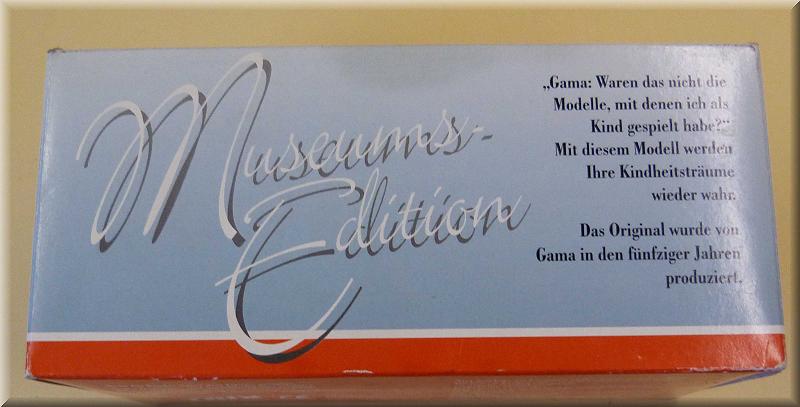 Museums-
Edition
„Gama: Waren das nicht die
Modelle, mit denen ich als
Kind gespielt habe?“
Mit diesem Modell werden
Ihre Kindheitsträume
wieder wahr.
Das Original wurde von
Gama in den fünfziger Jahren
produziert.